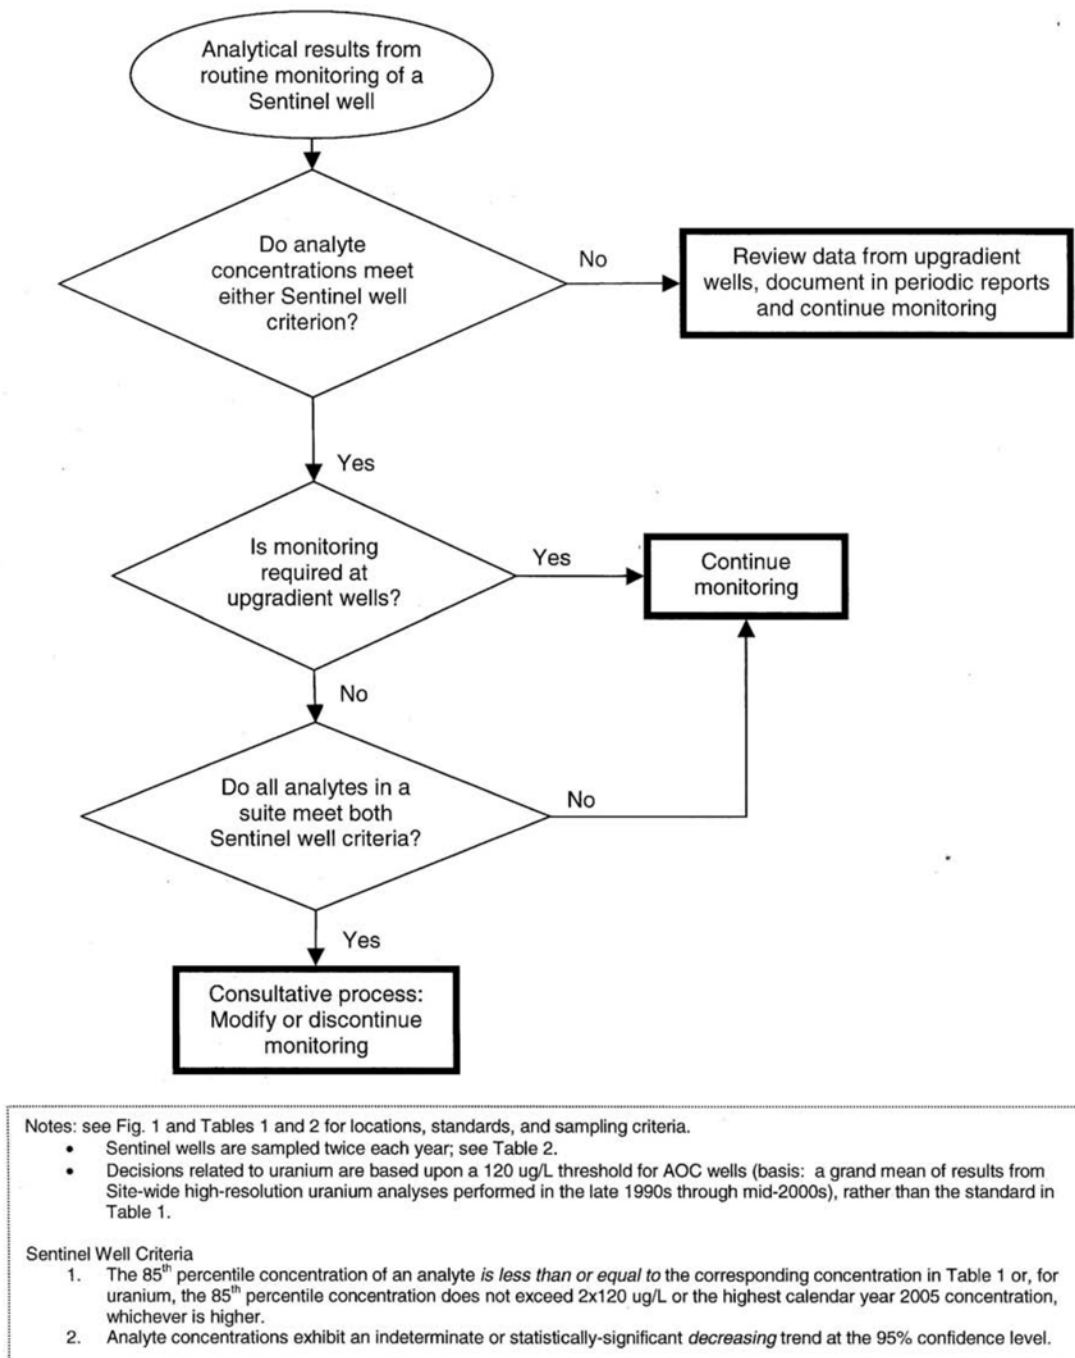 Analytical results from
routine monitoring of a
Sentinel well
Do analyte
concentrations meet
either Sentinel well
criterion?
No
Review data from upgradient
wells, document in periodic reports
and continue monitoring
Yes
Is monitoring
required at
upgradient wells?
Yes
Continue
monitoring
No
Do all analytes in a
suite meet both
Sentinel well criteria?
No
Yes
Consultative process:
Modify or discontinue
monitoring
Notes: see Fig. 1 and Tables 1 and 2 for locations, standards, and sampling criteria.
• Sentinel wells are sampled twice each year; see Table 2.
• Decisions related to uranium are based upon a 120 ug/L threshold for AOC wells (basis: a grand mean of results from
Site-wide high-resolution uranium analyses performed in the late 1990s through mid-2000s), rather than the standard in
Table 1.
Sentinel Well Criteria
1. The 85th percentile concentration of an analyte is less than or equal to the corresponding concentration in Table 1 or, for
uranium, the 85th percentile concentration does not exceed 2x120 ug/L or the highest calendar year 2005 concentration,
whichever is higher.
2. Analyte concentrations exhibit an indeterminate or statistically-significant decreasing trend at the 95% confidence level.